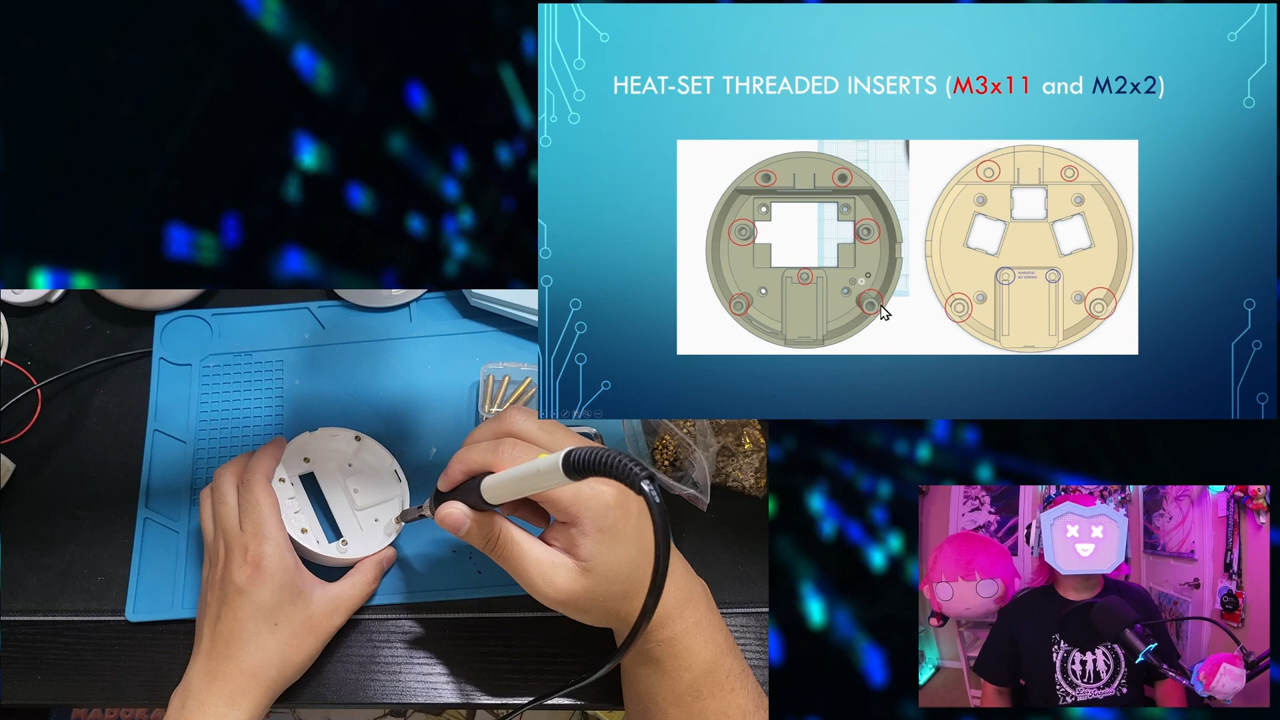 HEAT-SET THREADED INSERTS (M3x11 and M2x2)